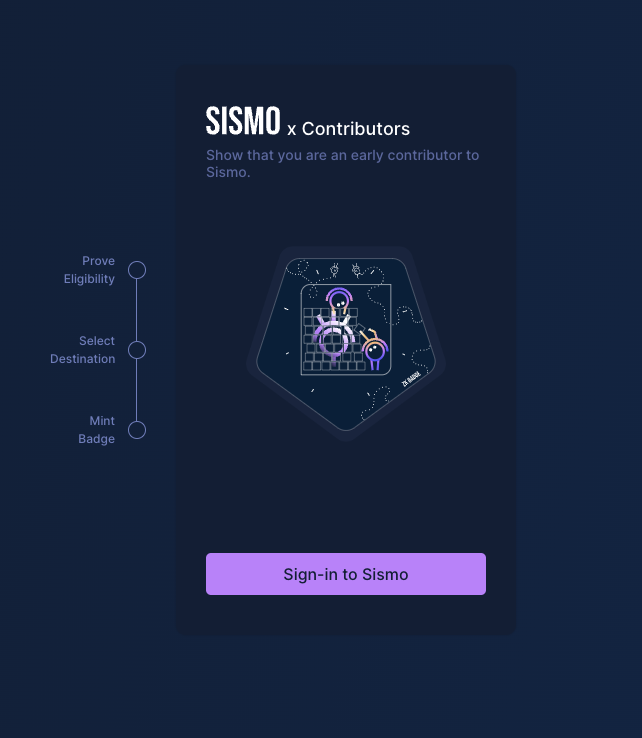 SISMO x Contributors
Show that you are an early contributor to
Sismo.
Prove
Eligibility
Select
Destination
Mint
Badge
ZK BADGE
Sign-in to Sismo